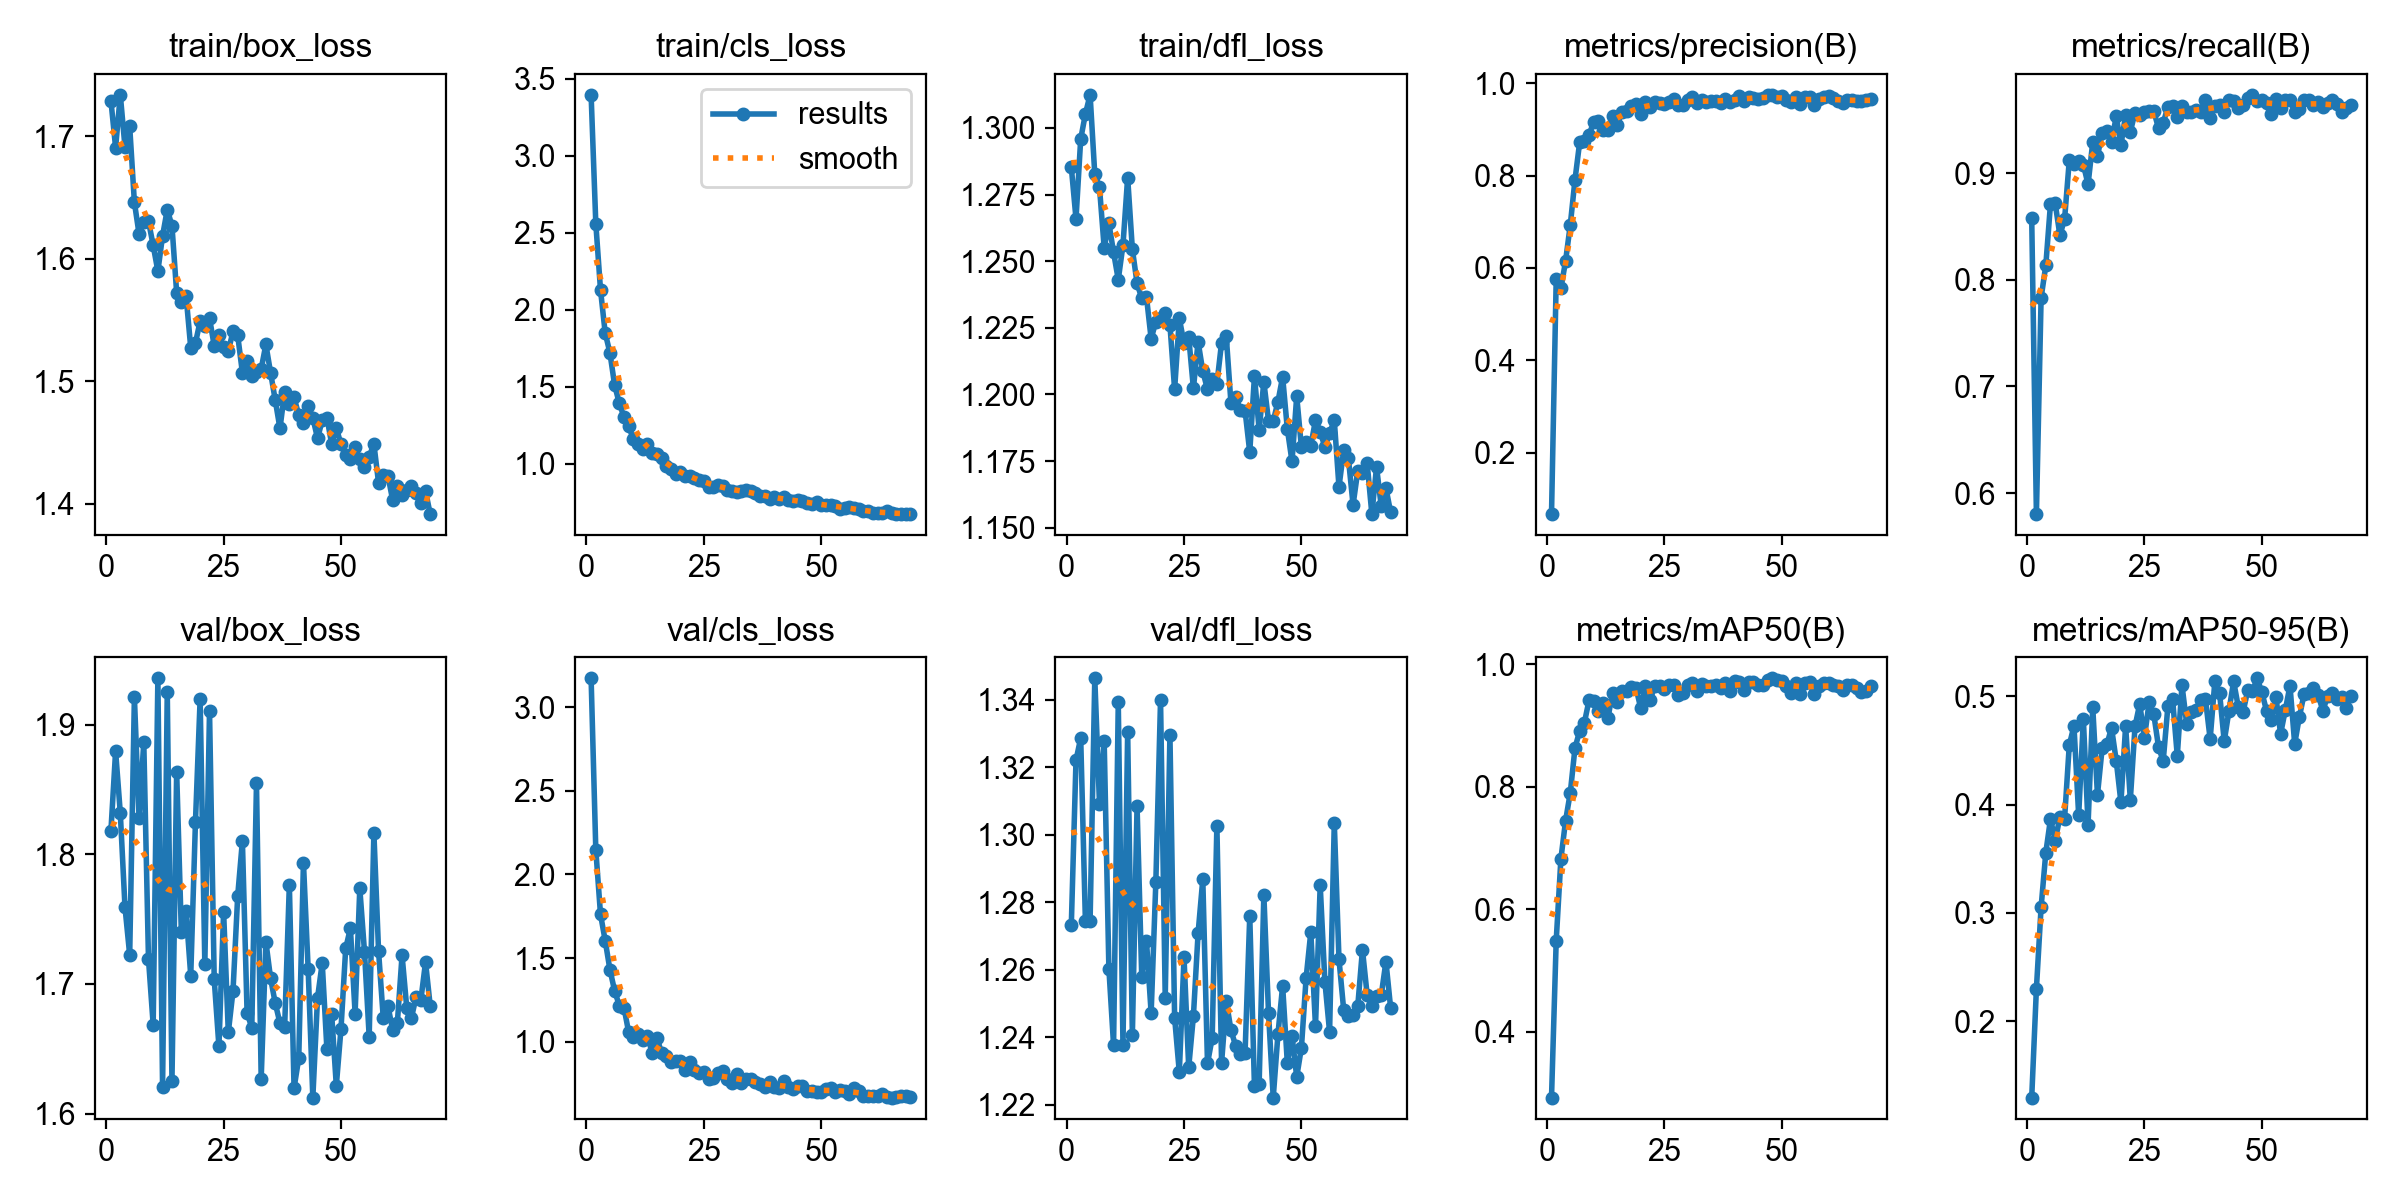 train/box_loss
1.7
1.6
1.5
1.4
0 25 50
train/cls_loss
results
smooth
3.5
3.0
2.5
2.0
1.5
1.0
0 25 50
train/dfl_loss
1.300
1.275
1.250
1.225
1.200
1.175
1.150
0 25 50
metrics/precision(B)
1.0
0.8
0.6
0.4
0.2
0 25 50
metrics/recall(B)
0.9
0.8
0.7
0.6
0 25 50
val/box_loss
1.9
1.8
1.7
1.6
0 25 50
val/cls_loss
3.0
2.5
2.0
1.5
1.0
0 25 50
val/dfl_loss
1.34
1.32
1.30
1.28
1.26
1.24
1.22
0 25 50
metrics/mAP50(B)
1.0
0.8
0.6
0.4
0 25 50
metrics/mAP50-95(B)
0.5
0.4
0.3
0.2
0 25 50